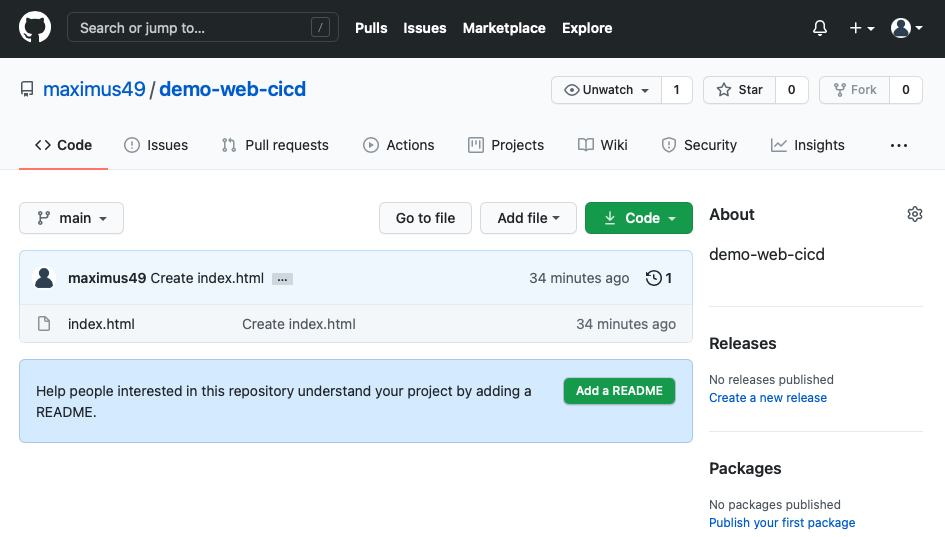 Search or jump to... /
Pulls Issues Marketplace Explore
maximus49 / demo-web-cicd
Unwatch 1 Star 0 Fork 0
Code Issues Pull requests Actions Projects Wiki Security Insights ...
main Go to file Add file Code
maximus49 Create index.html ... 34 minutes ago 1
index.html Create index.html 34 minutes ago
Help people interested in this repository understand your project by adding a
README.
Add a README
About
demo-web-cicd
Releases
No releases published
Create a new release
Packages
No packages published
Publish your first package